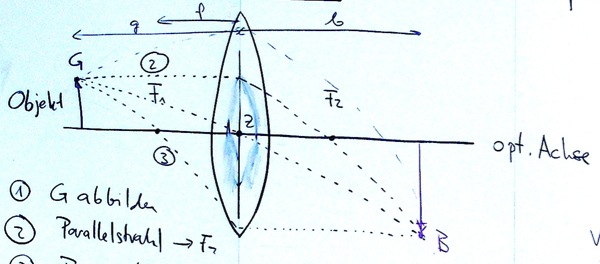 f
g b
G
②
F₁ F₂
Objekt
Z
opt. Achse
③
① G abbilden
② Parallelstrahl → F₂
B